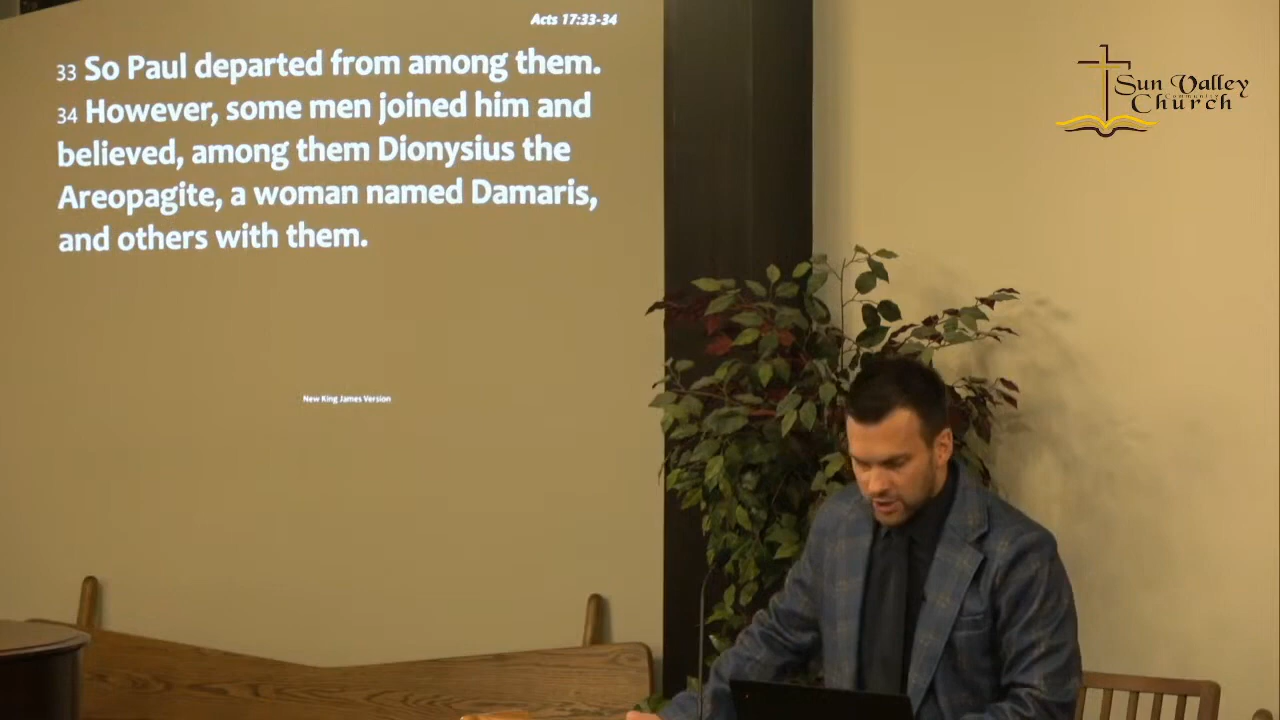 Acts 17:33-34
33 So Paul departed from among them.
34 However, some men joined him and
believed, among them Dionysius the
Areopagite, a woman named Damaris,
and others with them.
New King James Version
Sun Valley
Community
Church